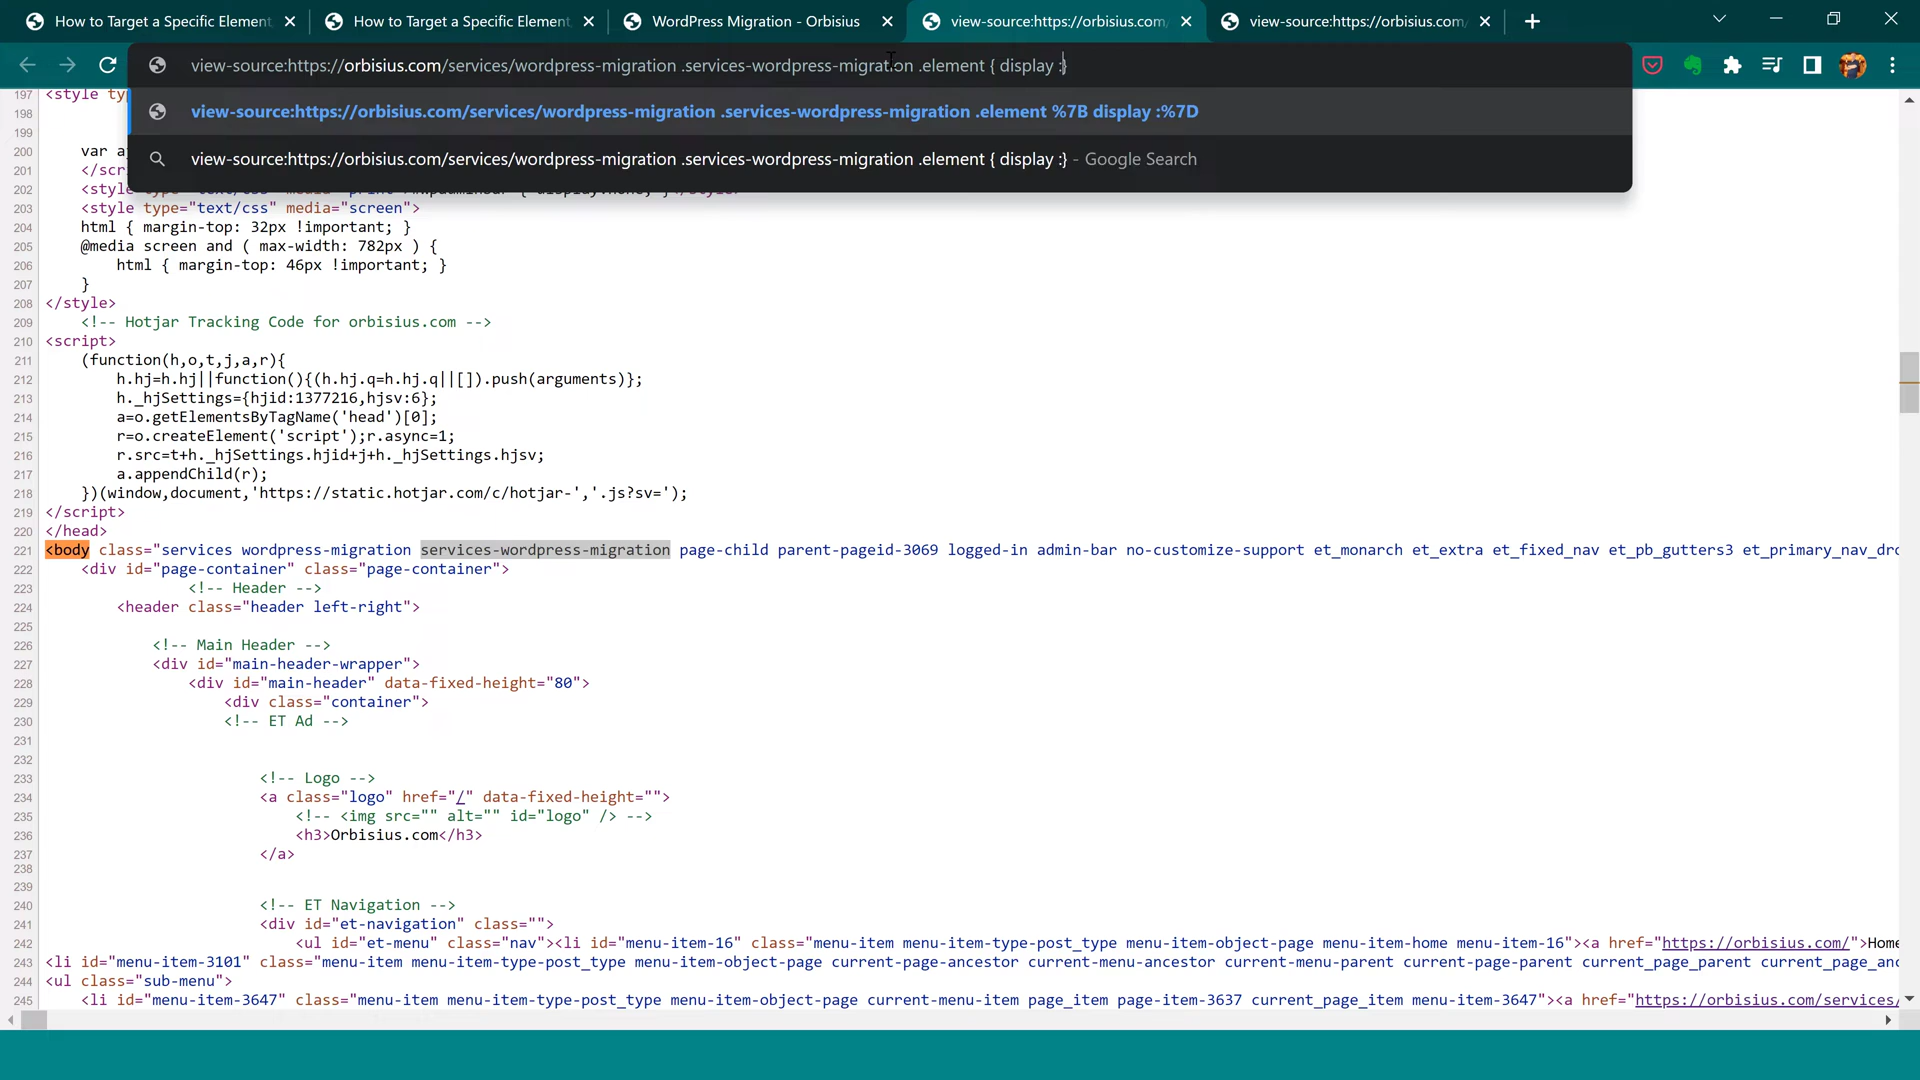 How to Target a Specific Element
How to Target a Specific Element
WordPress Migration - Orbisius
view-source:https://orbisius.com/
view-source:https://orbisius.com/
view-source:https://orbisius.com/services/wordpress-migration .services-wordpress-migration .element { display :}
view-source:https://orbisius.com/services/wordpress-migration .services-wordpress-migration .element %7B display :%7D
view-source:https://orbisius.com/services/wordpress-migration .services-wordpress-migration .element { display :} - Google Search
197 <style
198
199
200 var
201 </scri
202 <style
203 <style type="text/css" media="screen">
204 html { margin-top: 32px !important; }
205 @media screen and ( max-width: 782px ) {
206 html { margin-top: 46px !important; }
207 }
208 </style>
209 <!-- Hotjar Tracking Code for orbisius.com -->
210 <script>
211 (function(h,o,t,j,a,r){
212 h.hj=h.hj||function(){(h.hj.q=h.hj.q||[]).push(arguments)};
213 h._hjSettings={hjid:1377216,hjsv:6};
214 a=o.getElementsByTagName('head')[0];
215 r=o.createElement('script');r.async=1;
216 r.src=t+h._hjSettings.hjid+j+h._hjSettings.hjsv;
217 a.appendChild(r);
218 })(window,document,'https://static.hotjar.com/c/hotjar-','.js?sv=');
219 </script>
220 </head>
221 <body class="services wordpress-migration services-wordpress-migration page-child parent-pageid-3069 logged-in admin-bar no-customize-support et_monarch et_extra et_fixed_nav et_pb_gutters3 et_primary_nav_dro
222 <div id="page-container" class="page-container">
223 <!-- Header -->
224 <header class="header left-right">
225
226 <!-- Main Header -->
227 <div id="main-header-wrapper">
228 <div id="main-header" data-fixed-height="80">
229 <div class="container">
230 <!-- ET Ad -->
231
232
233 <!-- Logo -->
234 <a class="logo" href="/" data-fixed-height="">
235 <!-- <img src="" alt="" id="logo" /> -->
236 <h3>Orbisius.com</h3>
237 </a>
238
239
240 <!-- ET Navigation -->
241 <div id="et-navigation" class="">
242 <ul id="et-menu" class="nav"><li id="menu-item-16" class="menu-item menu-item-type-post_type menu-item-object-page menu-item-home menu-item-16"><a href="https://orbisius.com/">Home
243 <li id="menu-item-3101" class="menu-item menu-item-type-post_type menu-item-object-page current-page-ancestor current-menu-ancestor current-menu-parent current-page-parent current_page_parent current_page_anc
244 <ul class="sub-menu">
245 <li id="menu-item-3647" class="menu-item menu-item-type-post_type menu-item-object-page current-menu-item page_item page-item-3637 current_page_item menu-item-3647"><a href="https://orbisius.com/services/